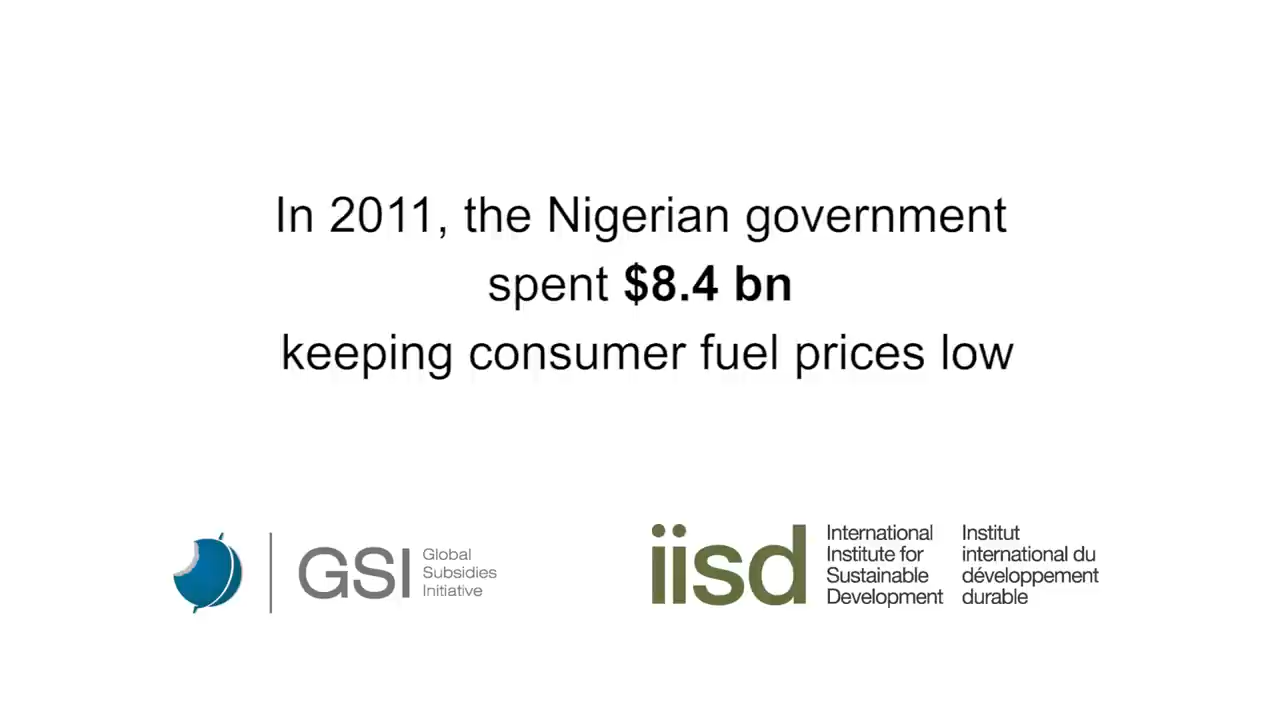 In 2011, the Nigerian government
spent $8.4 bn
keeping consumer fuel prices low
GSI
Global
Subsidies
Initiative
iisd
International
Institute for
Sustainable
Development
Institut
international du
développement
durable